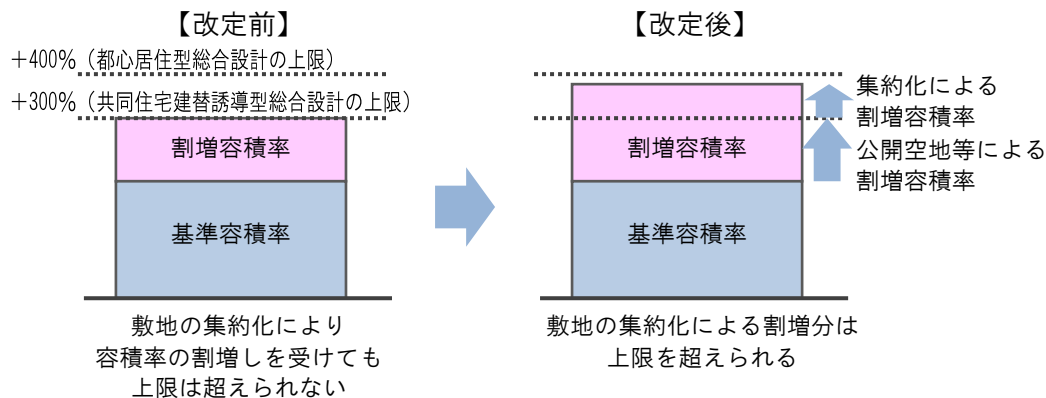 【改定前】
+400%（都心居住型総合設計の上限）
+300%（共同住宅建替誘導型総合設計の上限）
割増容積率
基準容積率
敷地の集約化により
容積率の割増しを受けても
上限は超えられない
【改定後】
集約化による
割増容積率
公開空地等による
割増容積率
割増容積率
基準容積率
敷地の集約化による割増分は
上限を超えられる